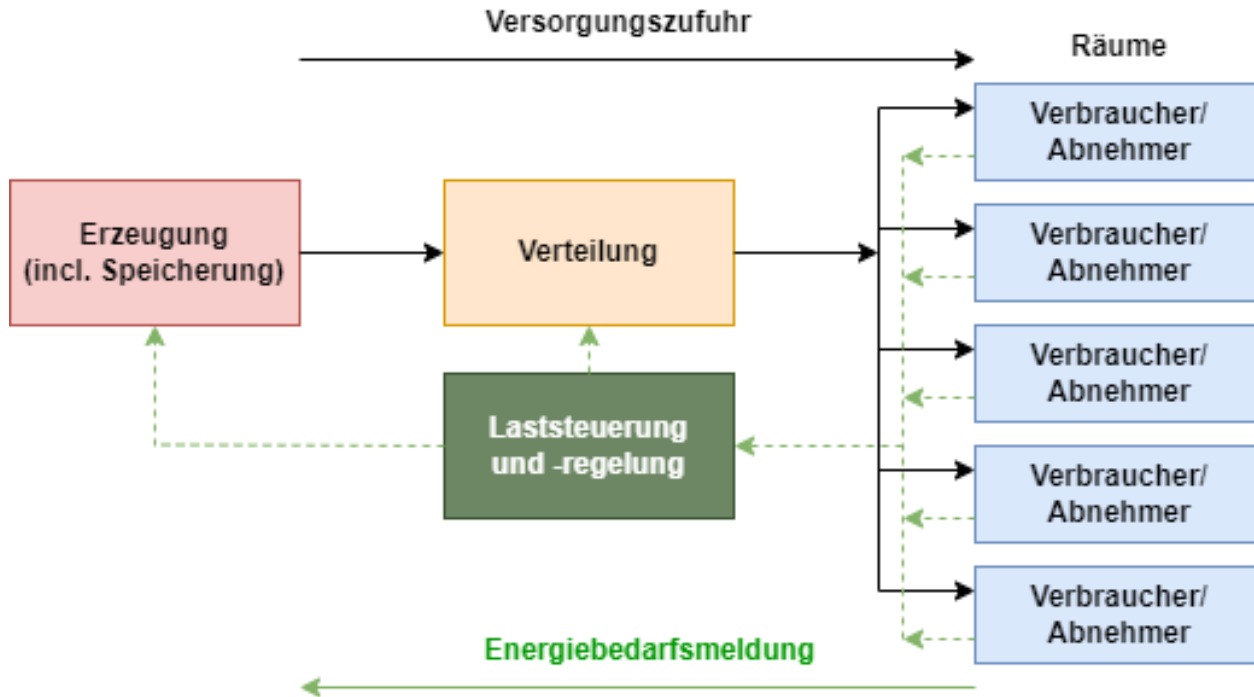 Versorgungszufuhr
Räume
Verbraucher/
Abnehmer
Erzeugung
(incl. Speicherung)
Verteilung
Verbraucher/
Abnehmer
Verbraucher/
Abnehmer
Laststeuerung
und -regelung
Verbraucher/
Abnehmer
Verbraucher/
Abnehmer
Energiebedarfsmeldung